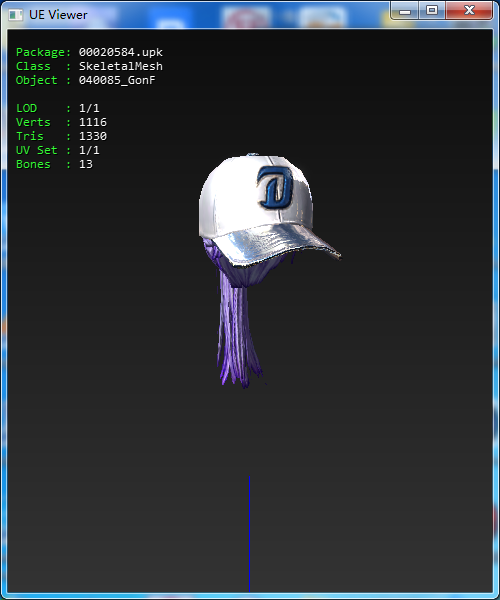 UE Viewer
Package: 00020584.upk
Class : SkeletalMesh
Object : 040085_GonF
LOD : 1/1
Verts : 1116
Tris : 1330
UV Set : 1/1
Bones : 13
D